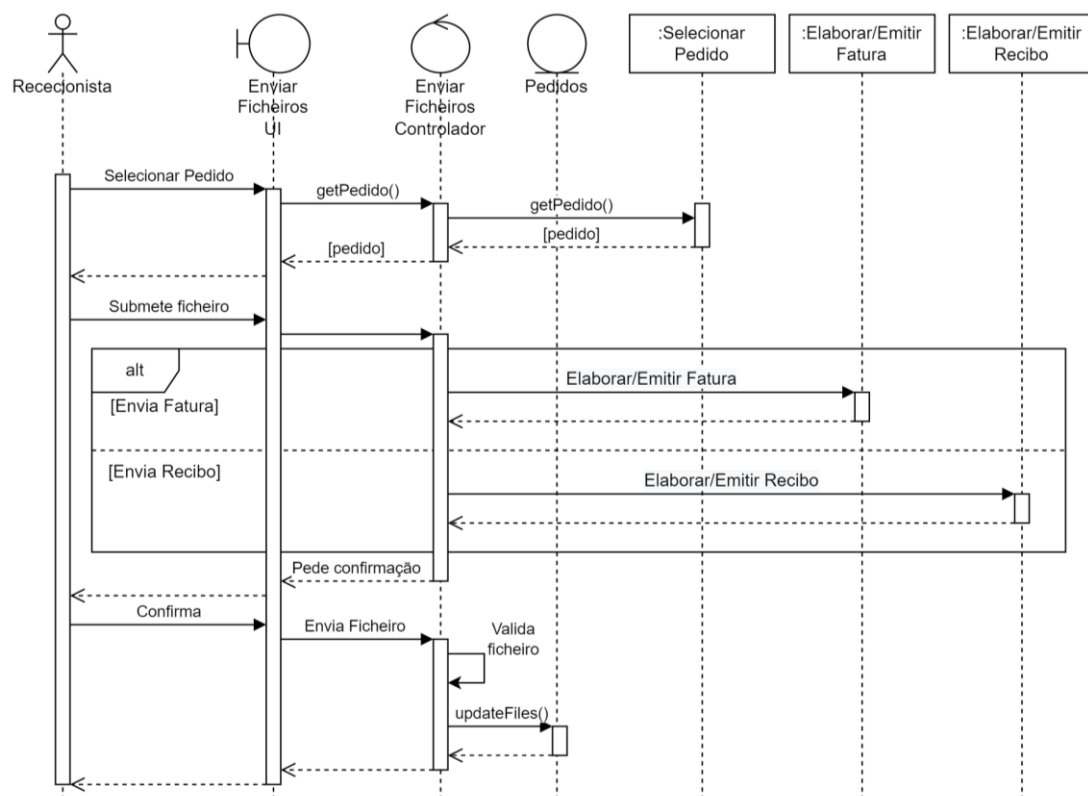 Rececionista
Enviar
Ficheiros
UI
Enviar
Ficheiros
Controlador
Pedidos
:Selecionar
Pedido
:Elaborar/Emitir
Fatura
:Elaborar/Emitir
Recibo
Selecionar Pedido
getPedido()
getPedido()
[pedido]
[pedido]
Submete ficheiro
alt
[Envia Fatura]
Elaborar/Emitir Fatura
[Envia Recibo]
Elaborar/Emitir Recibo
Pede confirmação
Confirma
Envia Ficheiro
Valida
ficheiro
updateFiles()